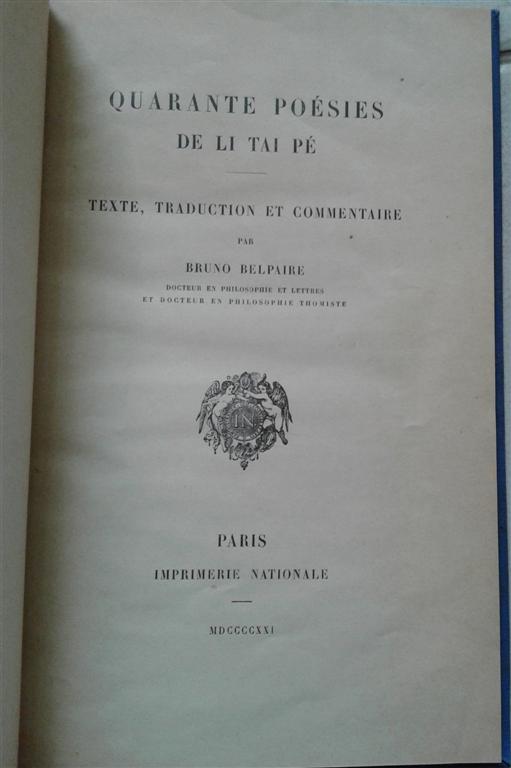 QUARANTE POÉSIES
DE LI TAI PÉ
TEXTE, TRADUCTION ET COMMENTAIRE
PAR
BRUNO BELPAIRE
DOCTEUR EN PHILOSOPHIE ET LETTRES
ET DOCTEUR EN PHILOSOPHIE THOMISTE
IN
PARIS
IMPRIMERIE NATIONALE
MDCCCCXXI